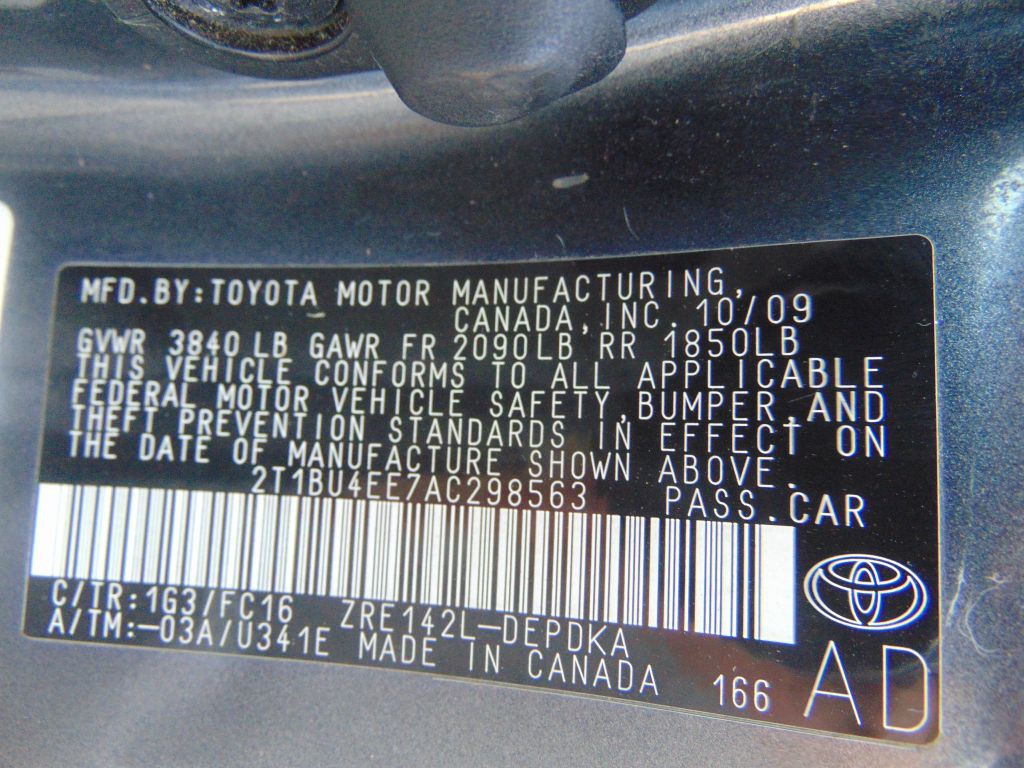 MFD.BY:TOYOTA MOTOR MANUFACTURING,
CANADA,INC. 10/09
GVWR 3840 LB GAWR FR 2090LB RR 1850LB
THIS VEHICLE CONFORMS TO ALL APPLICABLE
FEDERAL MOTOR VEHICLE SAFETY,BUMPER,AND
THEFT PREVENTION STANDARDS IN EFFECT ON
THE DATE OF MANUFACTURE SHOWN ABOVE.
2T1BU4EE7AC298563 PASS.CAR
C/TR:1G3/FC16 ZRE142L-DEPDKA
A/TM:-03A/U341E MADE IN CANADA 166 AD